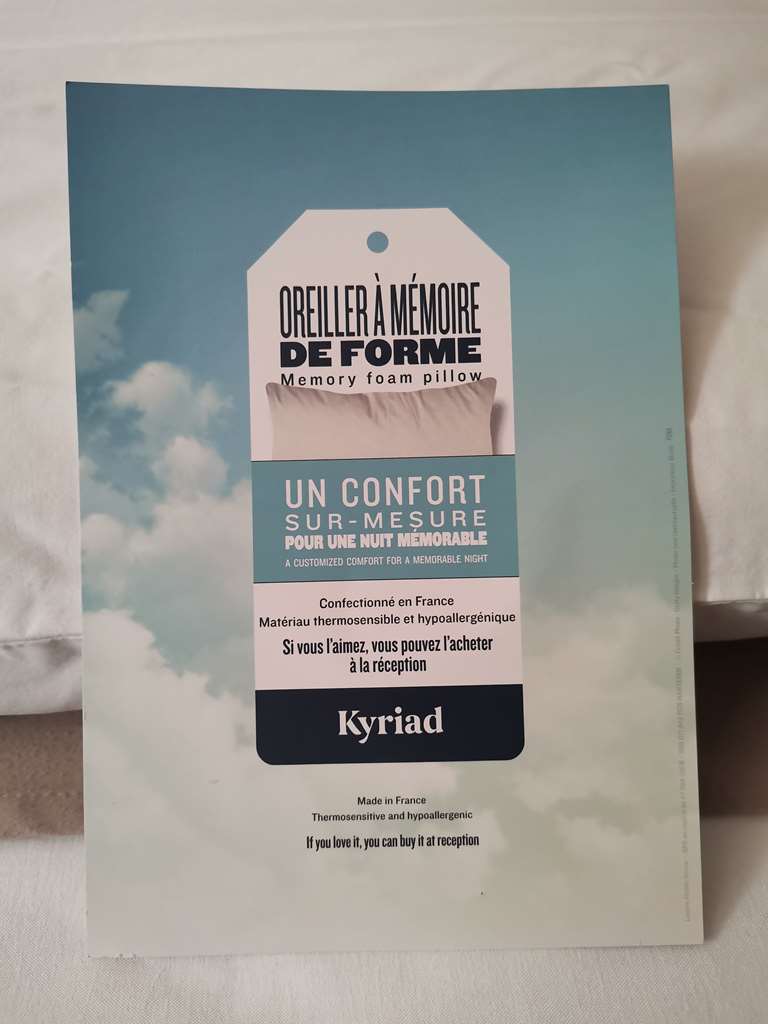 OREILLER À MÉMOIRE
DE FORME
Memory foam pillow
UN CONFORT
SUR-MESURE
POUR UNE NUIT MÉMORABLE
A CUSTOMIZED COMFORT FOR A MEMORABLE NIGHT
Confectionné en France
Matériau thermosensible et hypoallergénique
Si vous l'aimez, vous pouvez l'acheter
à la réception
Kyriad
Made in France
Thermosensitive and hypoallergenic
If you love it, you can buy it at reception